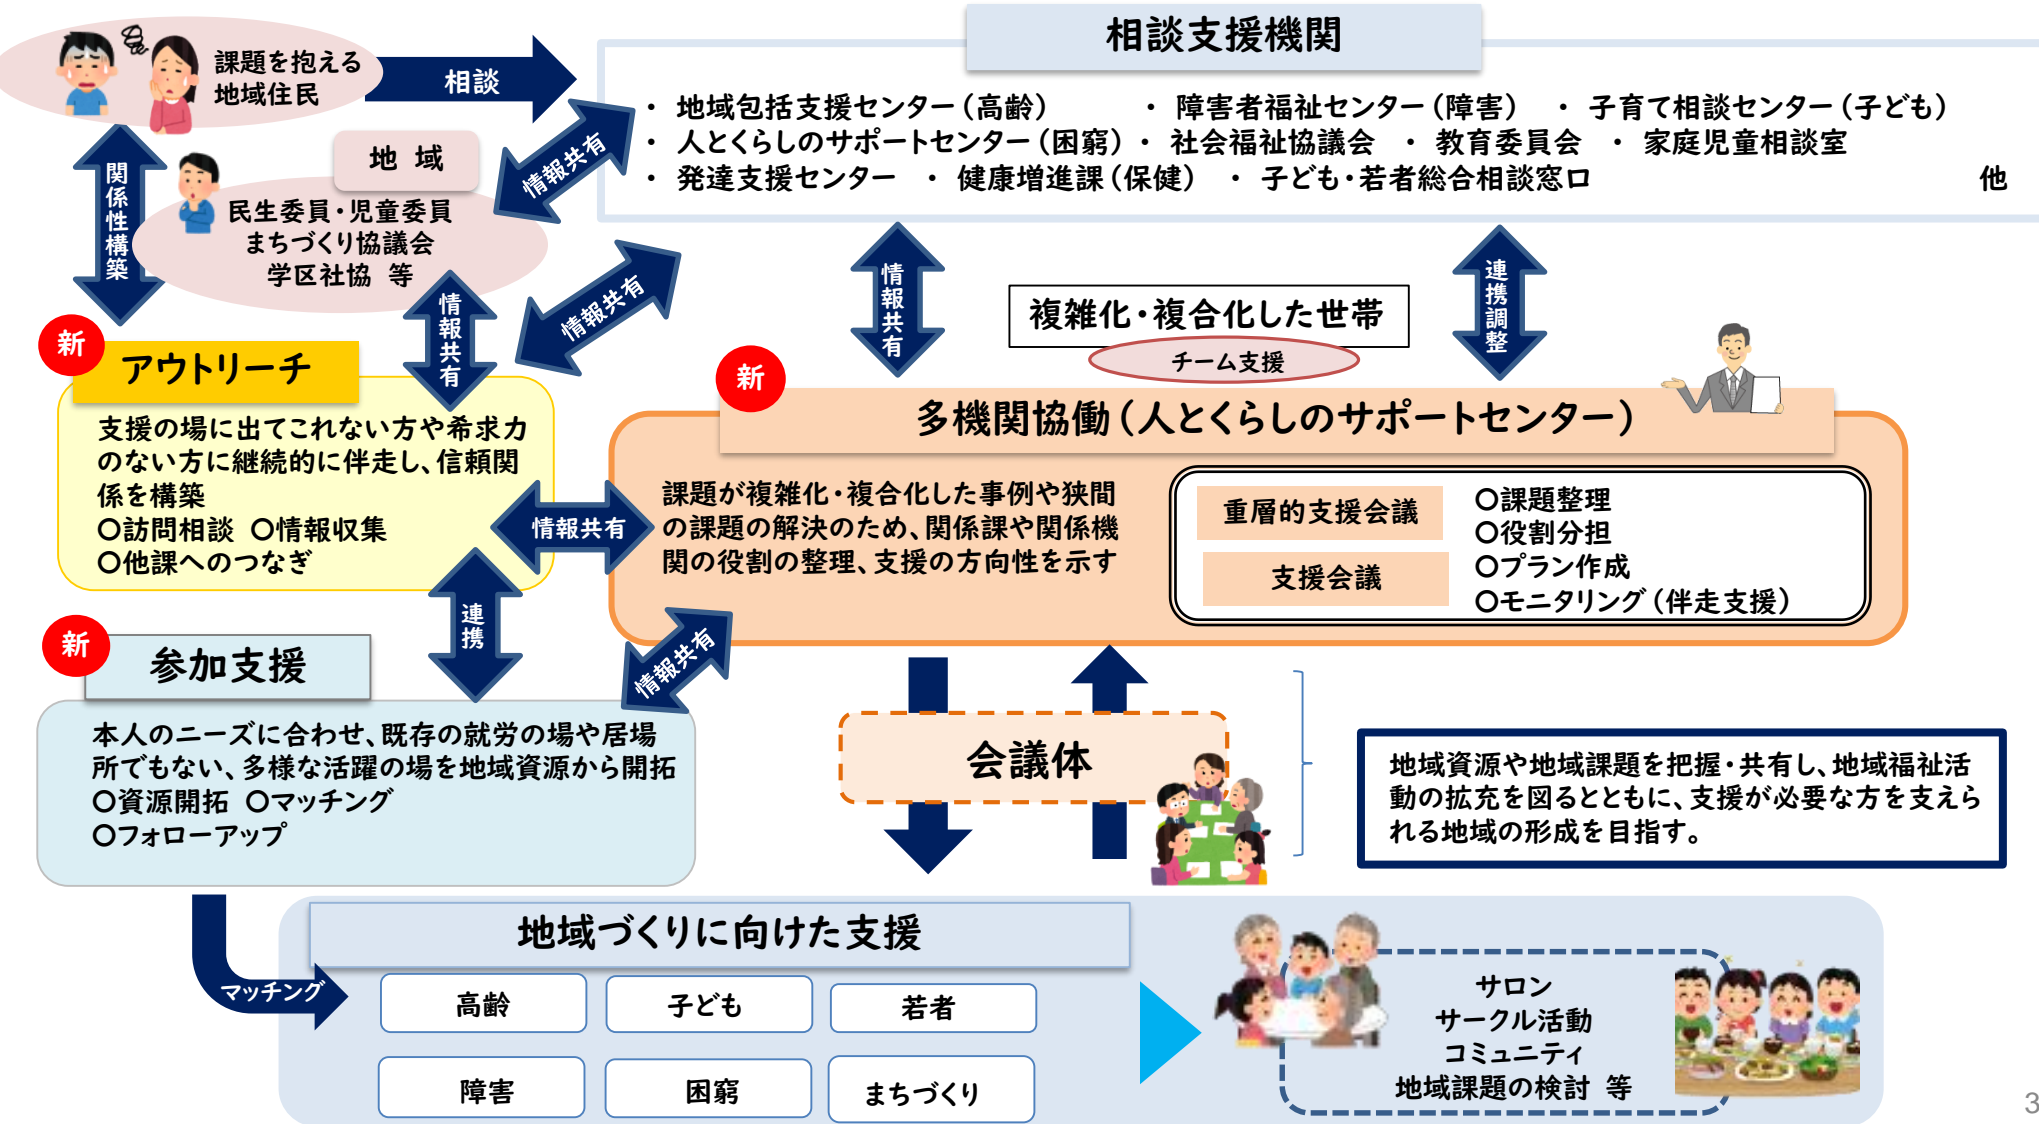 相談支援機関
課題を抱える
地域住民
相談
・ 地域包括支援センター(高齢) ・ 障害者福祉センター(障害) ・ 子育て相談センター(子ども)
・ 人とくらしのサポートセンター(困窮)・ 社会福祉協議会 ・ 教育委員会 ・ 家庭児童相談室
・ 発達支援センター ・ 健康増進課(保健) ・ 子ども・若者総合相談窓口 他
情報共有
関係性構築
地 域
民生委員・児童委員
まちづくり協議会
学区社協 等
情報共有
情報共有
情報共有
連携調整
複雑化・複合化した世帯
チーム支援
新
アウトリーチ
支援の場に出てこれない方や希求力
のない方に継続的に伴走し、信頼関
係を構築
〇訪問相談 〇情報収集
〇他課へのつなぎ
情報共有
新
多機関協働(人とくらしのサポートセンター)
課題が複雑化・複合化した事例や狭間
の課題の解決のため、関係課や関係機
関の役割の整理、支援の方向性を示す
重層的支援会議
支援会議
〇課題整理
〇役割分担
〇プラン作成
〇モニタリング(伴走支援)
連携
情報共有
新
参加支援
本人のニーズに合わせ、既存の就労の場や居場
所でもない、多様な活躍の場を地域資源から開拓
〇資源開拓 〇マッチング
〇フォローアップ
会議体
地域資源や地域課題を把握・共有し、地域福祉活
動の拡充を図るとともに、支援が必要な方を支えら
れる地域の形成を目指す。
マッチング
地域づくりに向けた支援
高齢
子ども
若者
障害
困窮
まちづくり
サロン
サークル活動
コミュニティ
地域課題の検討 等
3